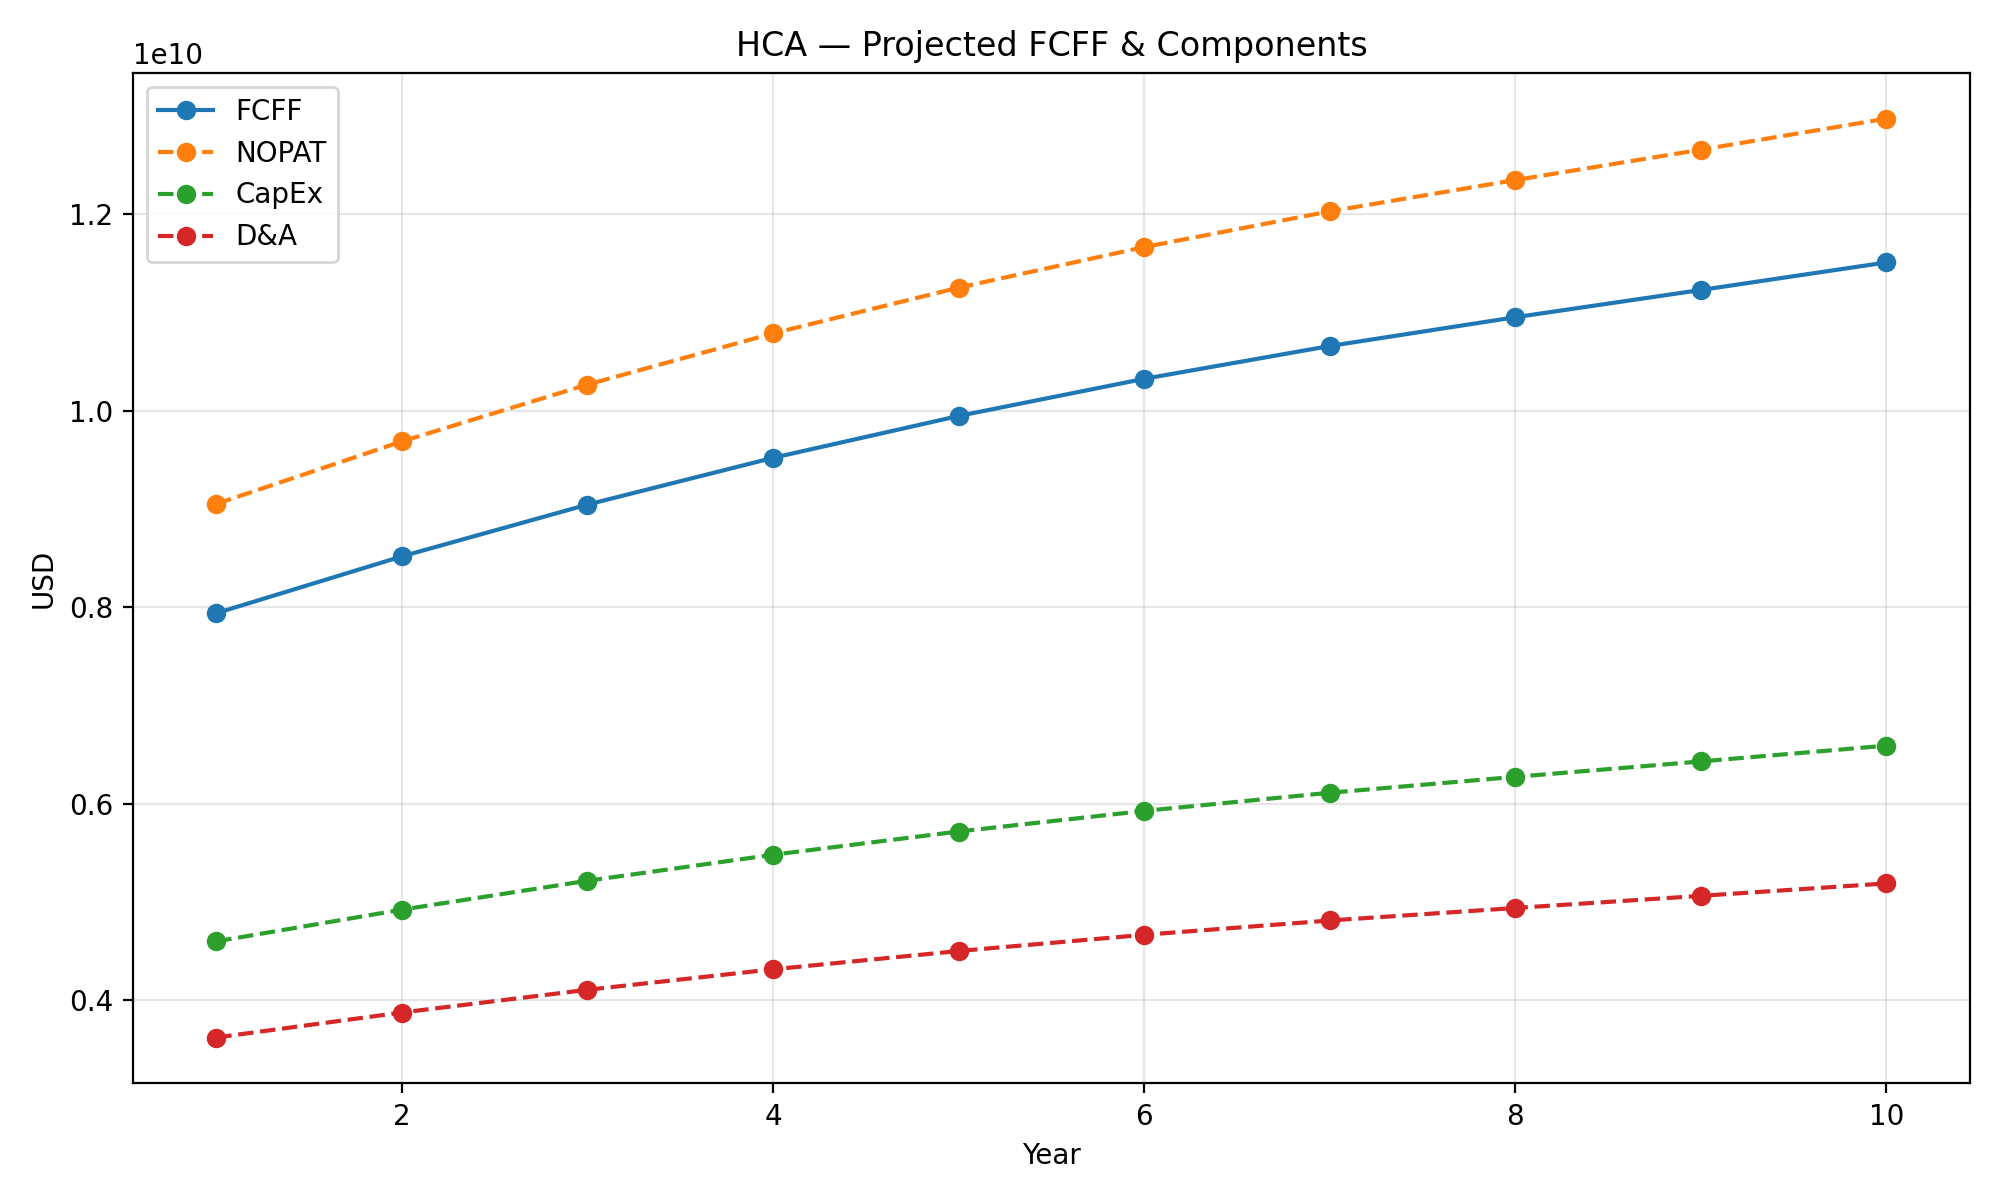 HCA — Projected FCFF & Components
1e10
FCFF
NOPAT
CapEx
D&A
1.2
1.0
0.8
0.6
0.4
USD
2
4
6
8
10
Year